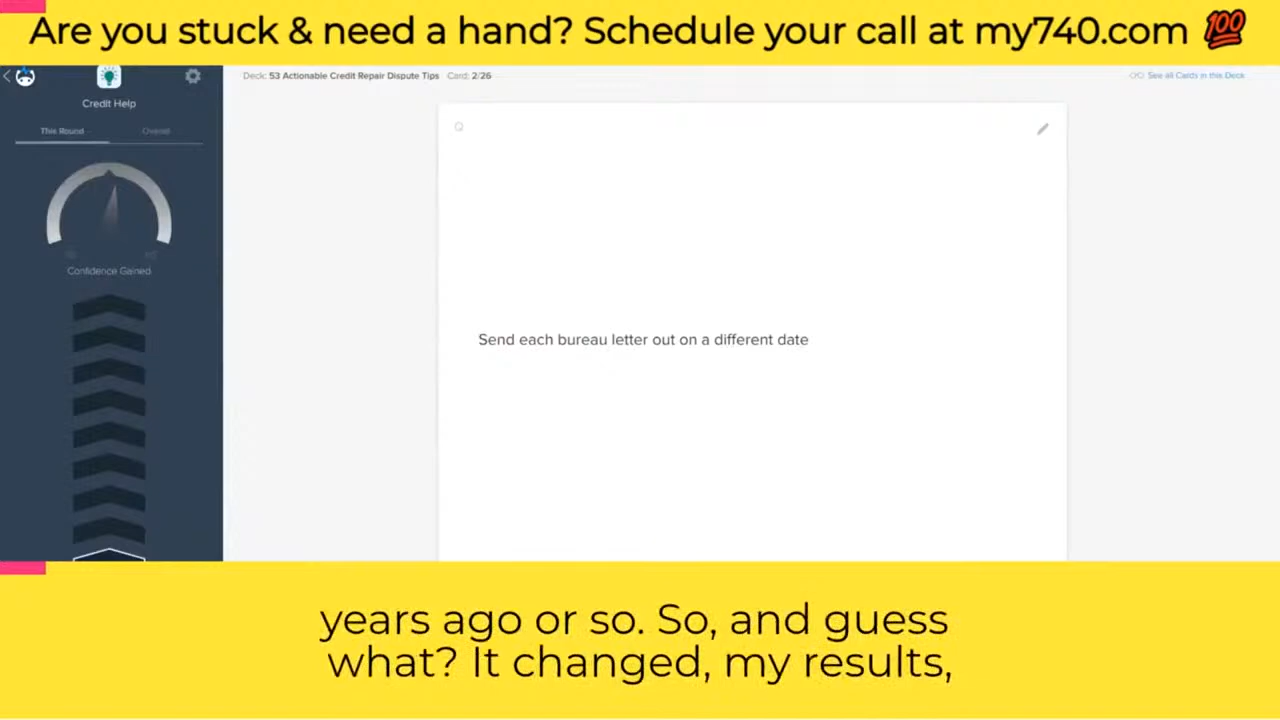 Are you stuck & need a hand? Schedule your call at my740.com 💯
Deck: 53 Actionable Credit Repair Dispute Tips Card: 2/26
See all Cards in this Deck
Credit Help
This Round
Overall
Q
Confidence Gained
Send each bureau letter out on a different date
years ago or so. So, and guess
what? It changed, my results,